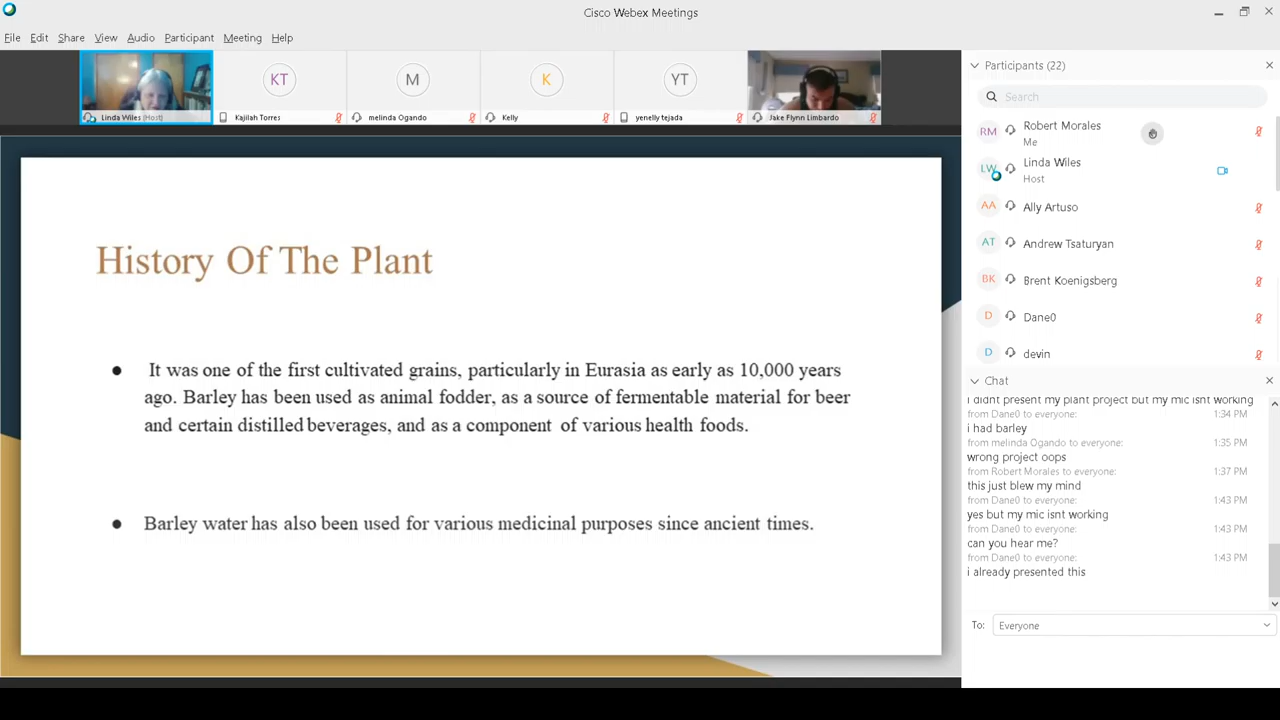 Cisco Webex Meetings
File Edit Share View Audio Participant Meeting Help
KT M K YT
Linda Wiles (Host) Kajilah Torres melinda Ogando Kelly yenelly tejada Jake Flynn Limbardo
History Of The Plant
● It was one of the first cultivated grains, particularly in Eurasia as early as 10,000 years
ago. Barley has been used as animal fodder, as a source of fermentable material for beer
and certain distilled beverages, and as a component of various health foods.
● Barley water has also been used for various medicinal purposes since ancient times.
Participants (22)
Search
RM Robert Morales
Me
LW Linda Wiles
Host
AA Ally Artuso
AT Andrew Tsaturyan
BK Brent Koenigsberg
D Dane0
D devin
Chat
i didnt present my plant project but my mic isnt working
from Dane0 to everyone: 1:34 PM
i had barley
from melinda Ogando to everyone: 1:35 PM
wrong project oops
from Robert Morales to everyone: 1:37 PM
this just blew my mind
from Dane0 to everyone: 1:43 PM
yes but my mic isnt working
from Dane0 to everyone: 1:43 PM
can you hear me?
from Dane0 to everyone: 1:43 PM
i already presented this
To: Everyone